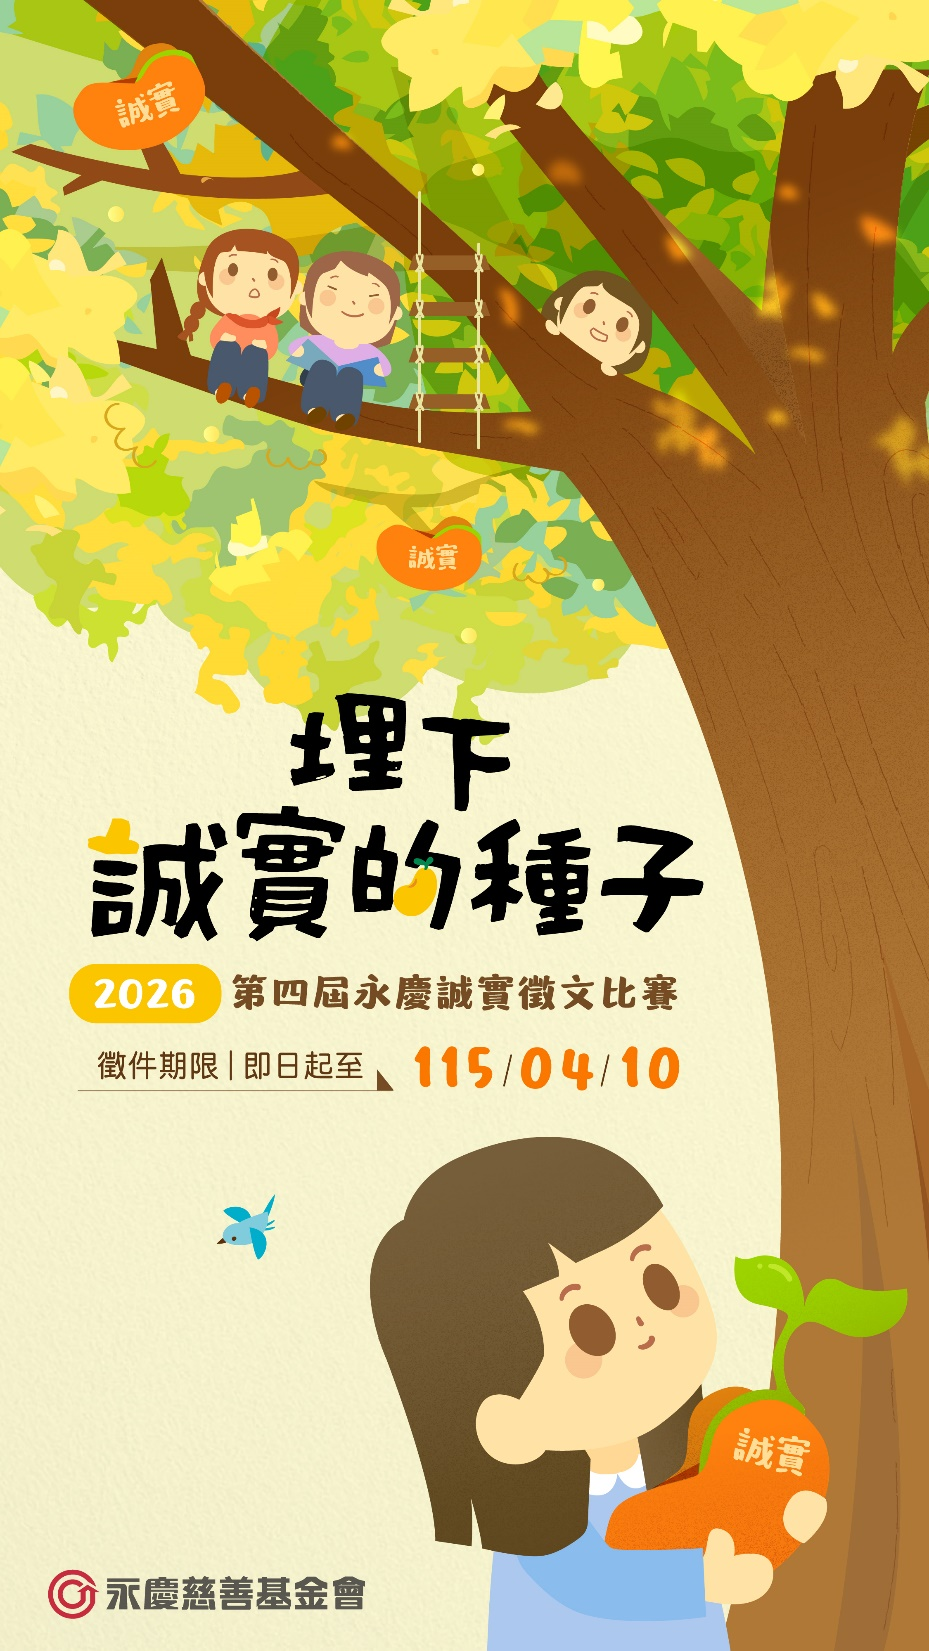 誠實
誠實
埋下
誠實的種子
2026 第四屆永慶誠實徵文比賽
徵件期限|即日起至 115/04/10
誠實
永慶慈善基金會